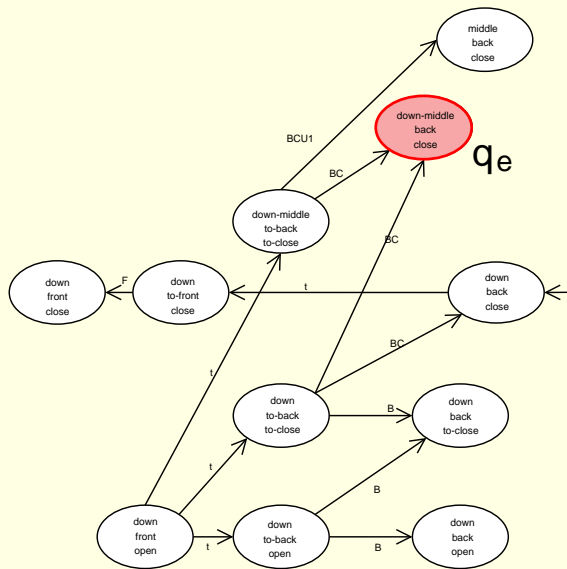 middle
back
close
down-middle
back
close
qe
BCU1
BC
down-middle
to-back
to-close
BC
down
front
close
F
down
to-front
close
t
down
back
close
t
BC
down
to-back
to-close
B
down
back
to-close
t
B
down
front
open
t
down
to-back
open
B
down
back
open